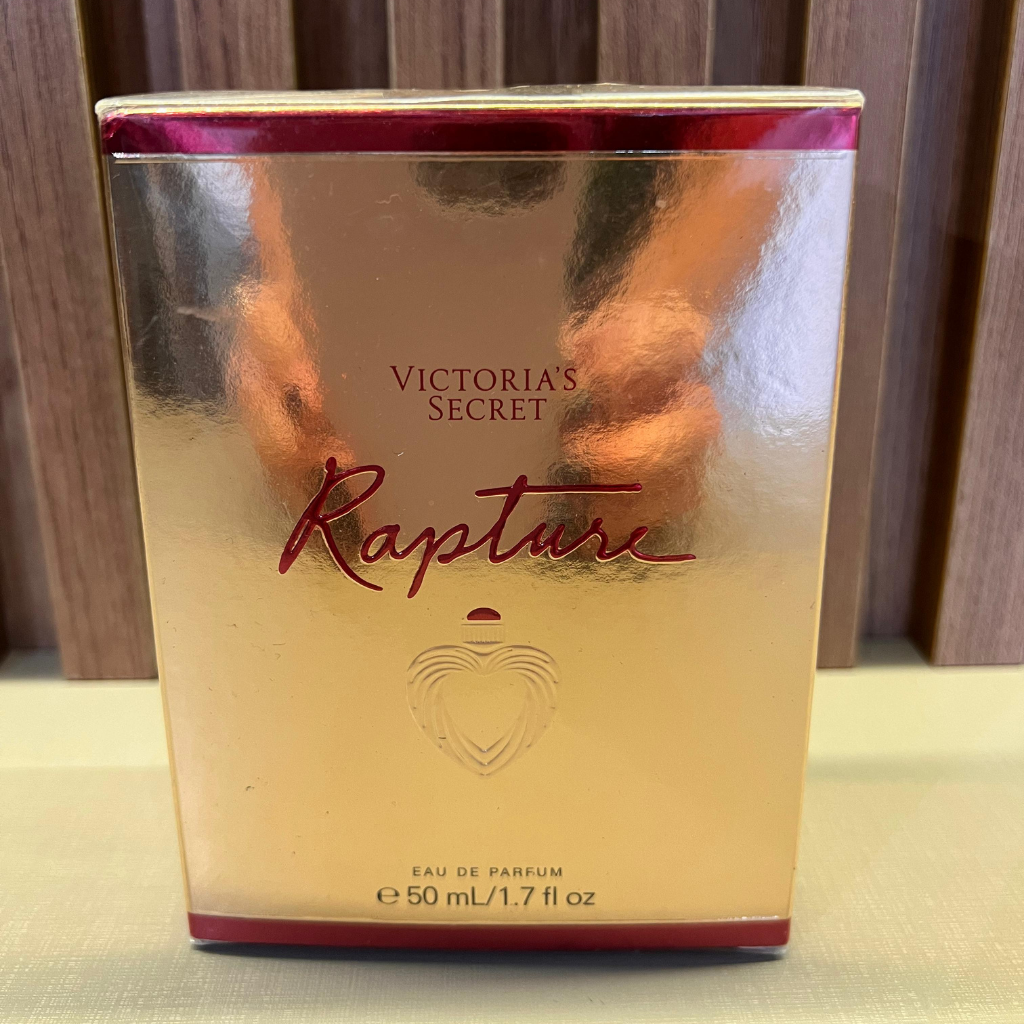 VICTORIA'S
SECRET
Rapture
EAU DE PARFUM
℮ 50 mL/1.7 fl oz